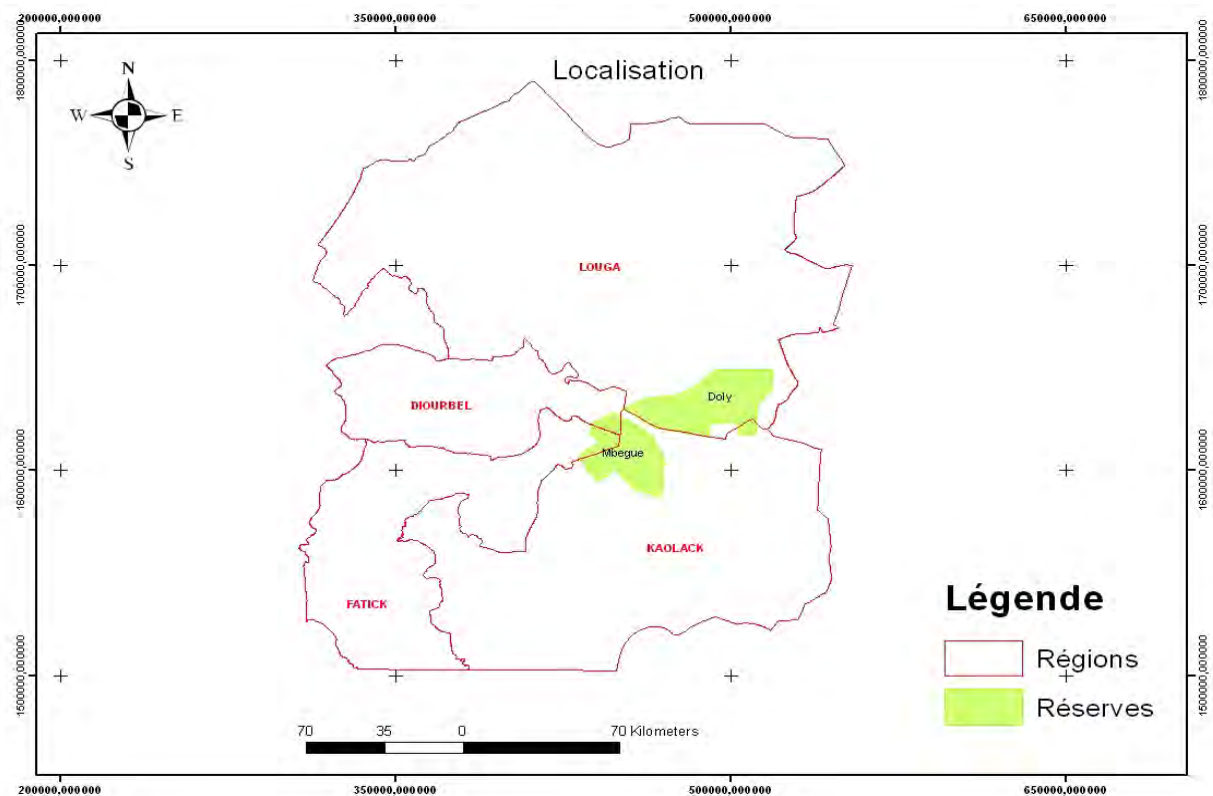 200000,000000 350000,000000 500000,000000 650000,000000
1800000,000000 1800000,000000
Localisation
N
W E
S
1700000,000000 1700000,000000
LOUGA
Doly
DIOURBEL
Mbegue
1600000,000000 1600000,000000
KAOLACK
FATICK
Légende
Régions
Réserves
1500000,000000 1500000,000000
70 35 0 70 Kilometers
200000,000000 350000,000000 500000,000000 650000,000000